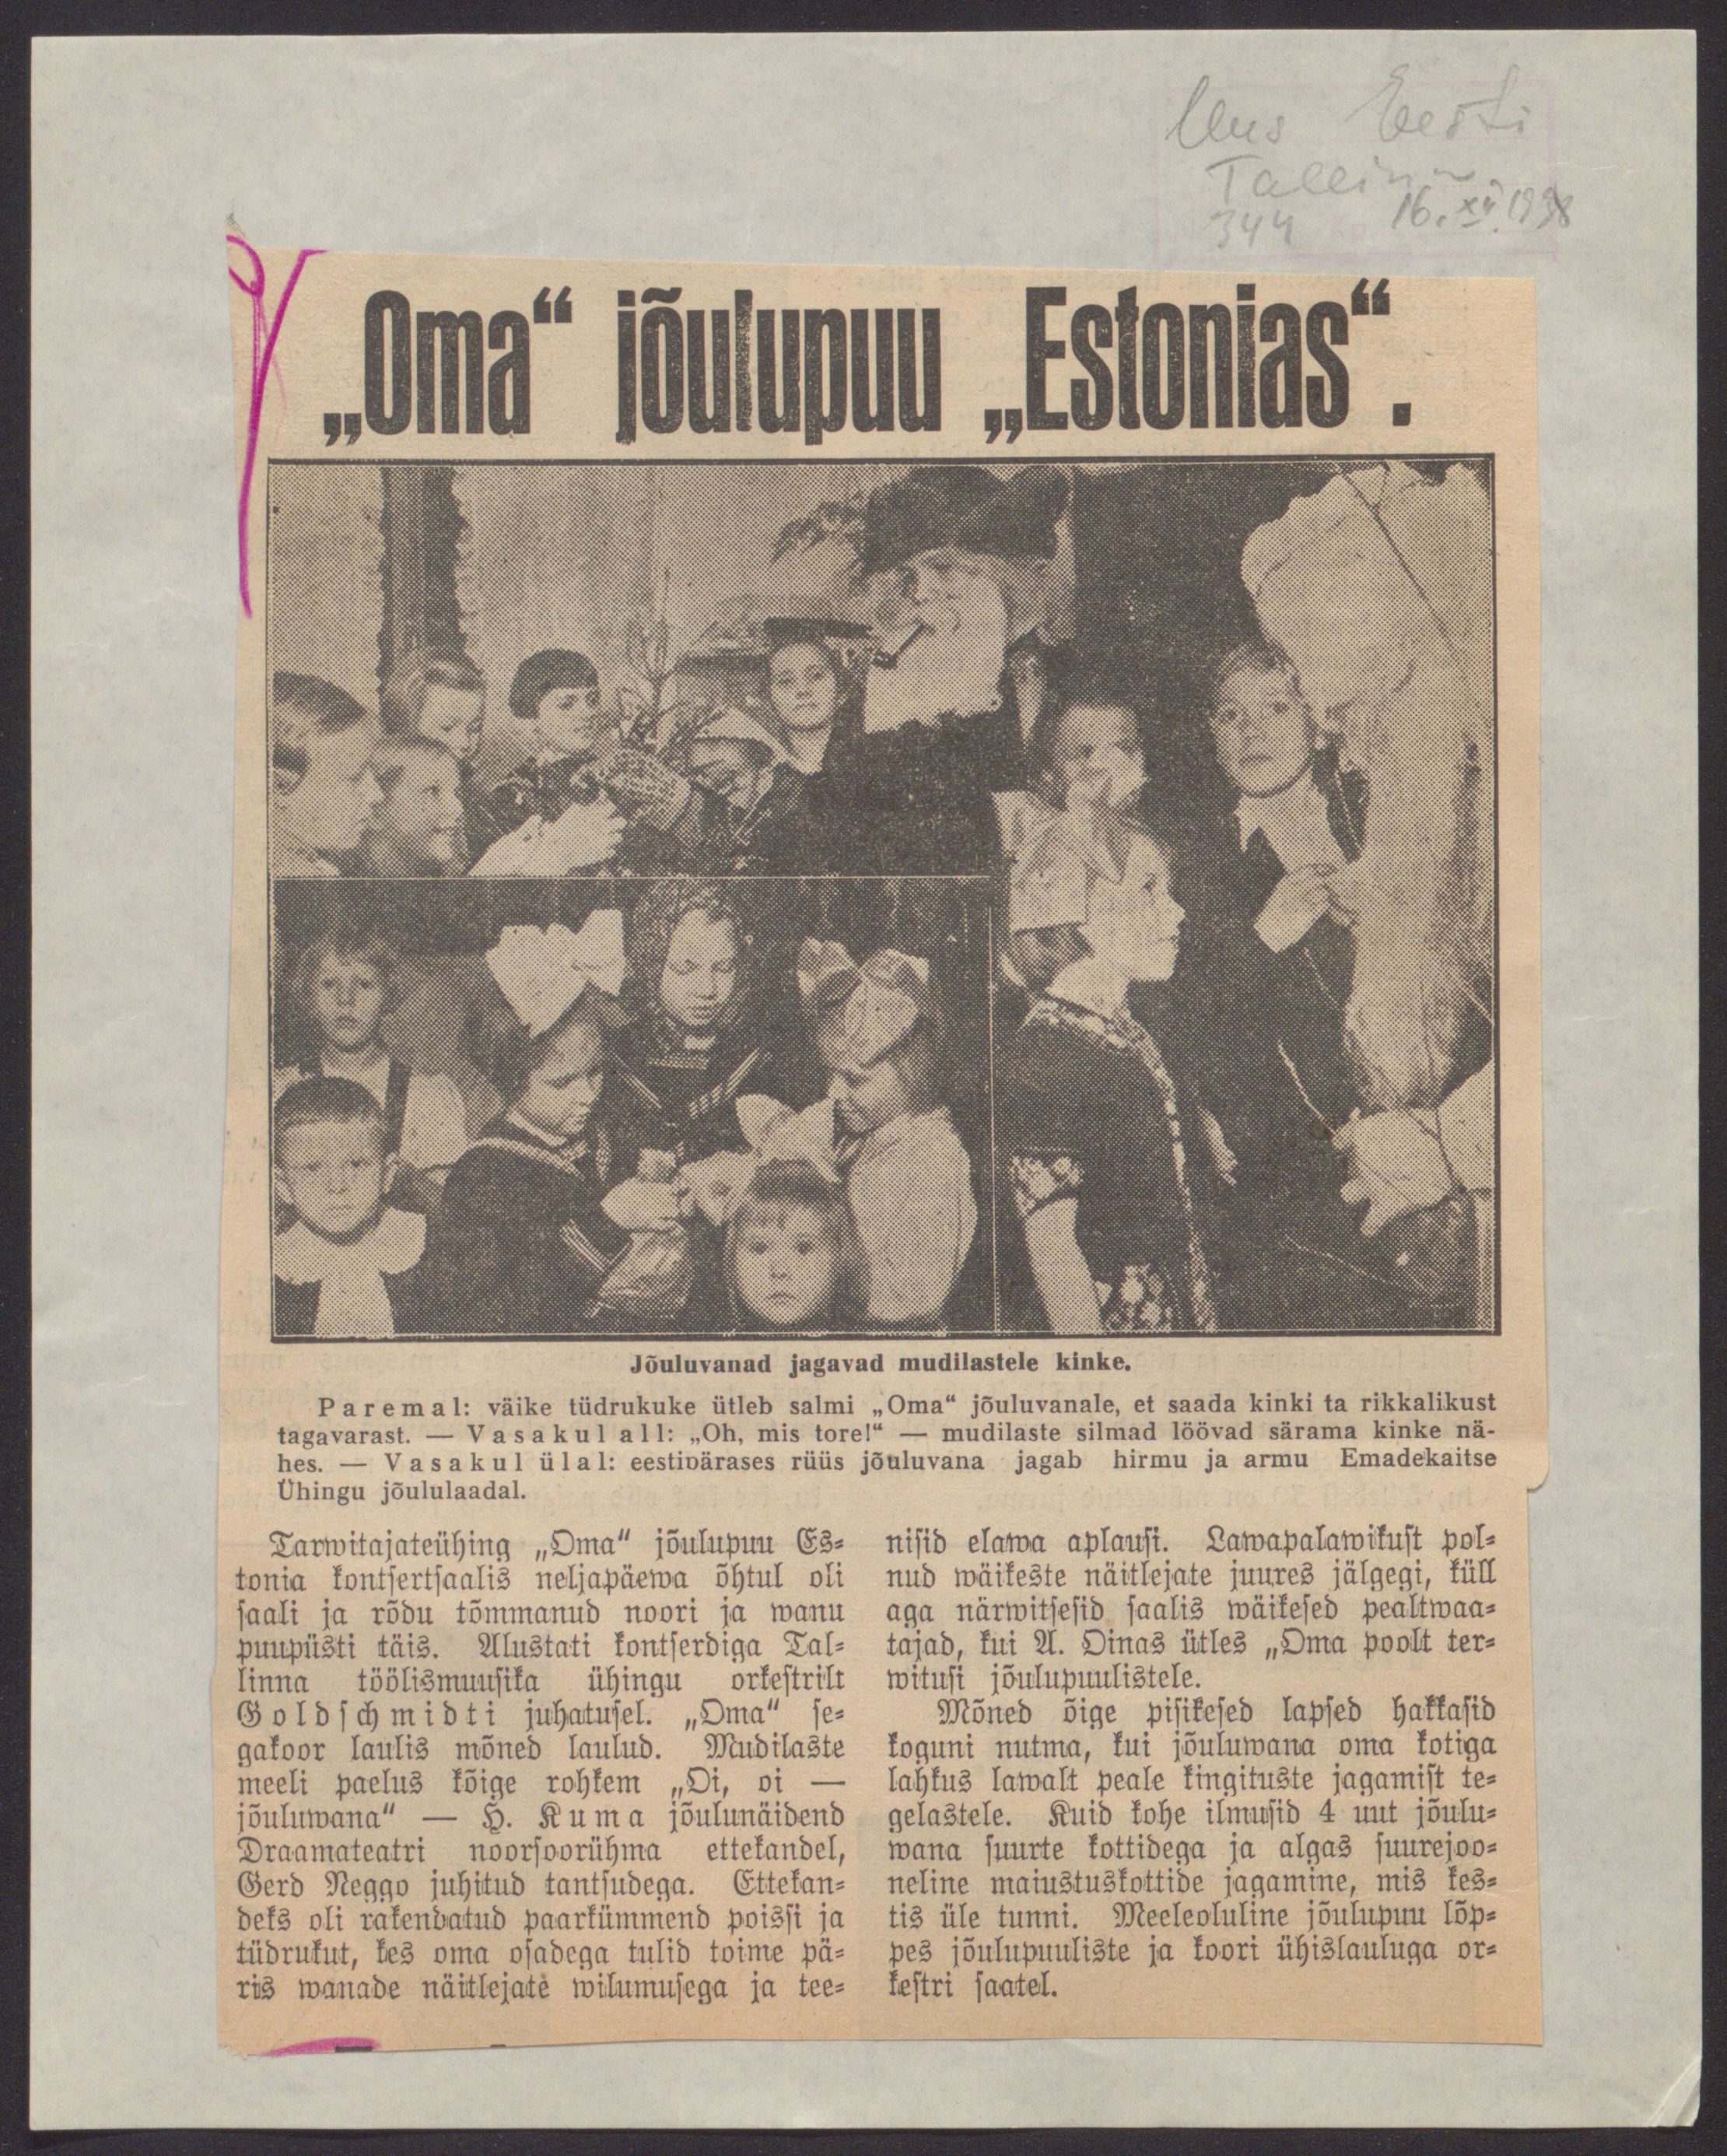 Uus Eesti
Tallinn
344 16. XII 1938
„Oma“ jõulupuu „Estonias“.
Jõuluvanad jagavad mudilastele kinke.
Paremal: väike tüdrukuke ütleb salmi „Oma“ jõuluvanale, et saada kinki ta rikkalikust
tagavarast. — Vasakul all: „Oh, mis tore!“ — mudilaste silmad löövad särama kinke nä-
hes. — Vasakul ülal: eestipärases rüüs jõuluvana jagab hirmu ja armu Emadekaitse
Ühingu jõululaadal.
Tarwitajateühing „Oma“ jõulupuu Es-
tonia kontsertsaalis neljapäewa õhtul oli
saali ja rõdu tõmmanud noori ja wanu
puupüsti täis. Alustati kontserdiga Tal-
linna töölismuusika ühingu orkestrilt
Goldschmidti juhatusel. „Oma“ se-
gakoor laulis mõned laulud. Mudilaste
meeli paelus kõige rohkem „Oi, oi —
jõuluwana“ — H. Kuma jõulunäidend
Draamateatri noorsoorühma ettekandel,
Gerd Neggo juhitud tantsudega. Ettekan-
deks oli rakendatud paarkümmend poissi ja
tüdrukut, kes oma osadega tulid toime pä-
ris wanade näitlejate wilumusega ja tee-
nisid elawa aplausi. Lawapalawikust pol-
nud wäikeste näitlejate juures jälgegi, küll
aga närwitsesid saalis wäikesed pealtwaa-
tajad, kui A. Oinas ütles „Oma poolt ter-
witusi jõulupuulistele.
Mõned õige pisikesed lapsed hakkasid
koguni nutma, kui jõuluwana oma kotiga
lahkus lawalt peale kingituste jagamist te-
gelastele. Kuid kohe ilmusid 4 uut jõulu-
wana suurte kottidega ja algas suurejoo-
neline maiustuskottide jagamine, mis kes-
tis üle tunni. Meeleoluline jõulupuu lõp-
pes jõulupuuliste ja koori ühislauluga or-
kestri saatel.